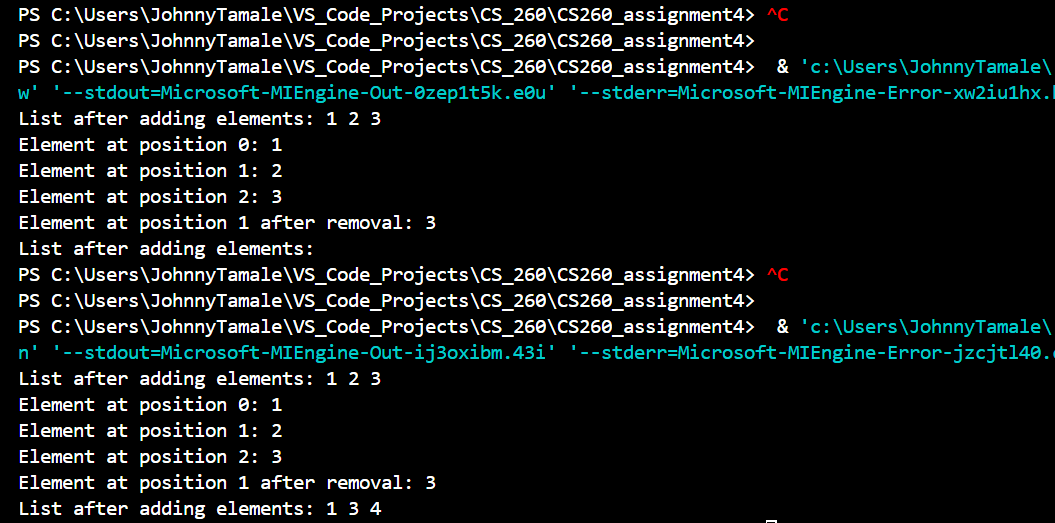 PS C:\Users\JohnnyTamale\VS_Code_Projects\CS_260\CS260_assignment4> ^C
PS C:\Users\JohnnyTamale\VS_Code_Projects\CS_260\CS260_assignment4>
PS C:\Users\JohnnyTamale\VS_Code_Projects\CS_260\CS260_assignment4>  & 'c:\Users\JohnnyTamale\
w' '--stdout=Microsoft-MIEngine-Out-0zep1t5k.e0u' '--stderr=Microsoft-MIEngine-Error-xw2iu1hx.
List after adding elements: 1 2 3
Element at position 0: 1
Element at position 1: 2
Element at position 2: 3
Element at position 1 after removal: 3
List after adding elements:
PS C:\Users\JohnnyTamale\VS_Code_Projects\CS_260\CS260_assignment4> ^C
PS C:\Users\JohnnyTamale\VS_Code_Projects\CS_260\CS260_assignment4>
PS C:\Users\JohnnyTamale\VS_Code_Projects\CS_260\CS260_assignment4>  & 'c:\Users\JohnnyTamale\
n' '--stdout=Microsoft-MIEngine-Out-ij3oxibm.43i' '--stderr=Microsoft-MIEngine-Error-jzcjtl40.
List after adding elements: 1 2 3
Element at position 0: 1
Element at position 1: 2
Element at position 2: 3
Element at position 1 after removal: 3
List after adding elements: 1 3 4